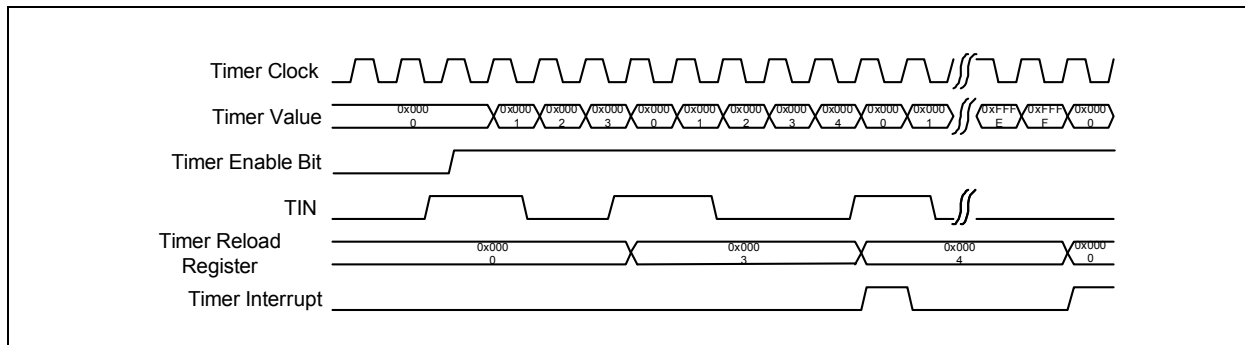 Timer Clock
Timer Value
0x000 0x000 0x000 0x000 0x000 0x000 0x000 0x000 0x000 0x000 0x000 0xFFF 0xFFF 0x000
0 1 2 3 0 1 2 3 4 0 1 E F 0
Timer Enable Bit
TIN
Timer Reload
Register
0x000 0x000 0x000 0x000
0 3 4 0
Timer Interrupt